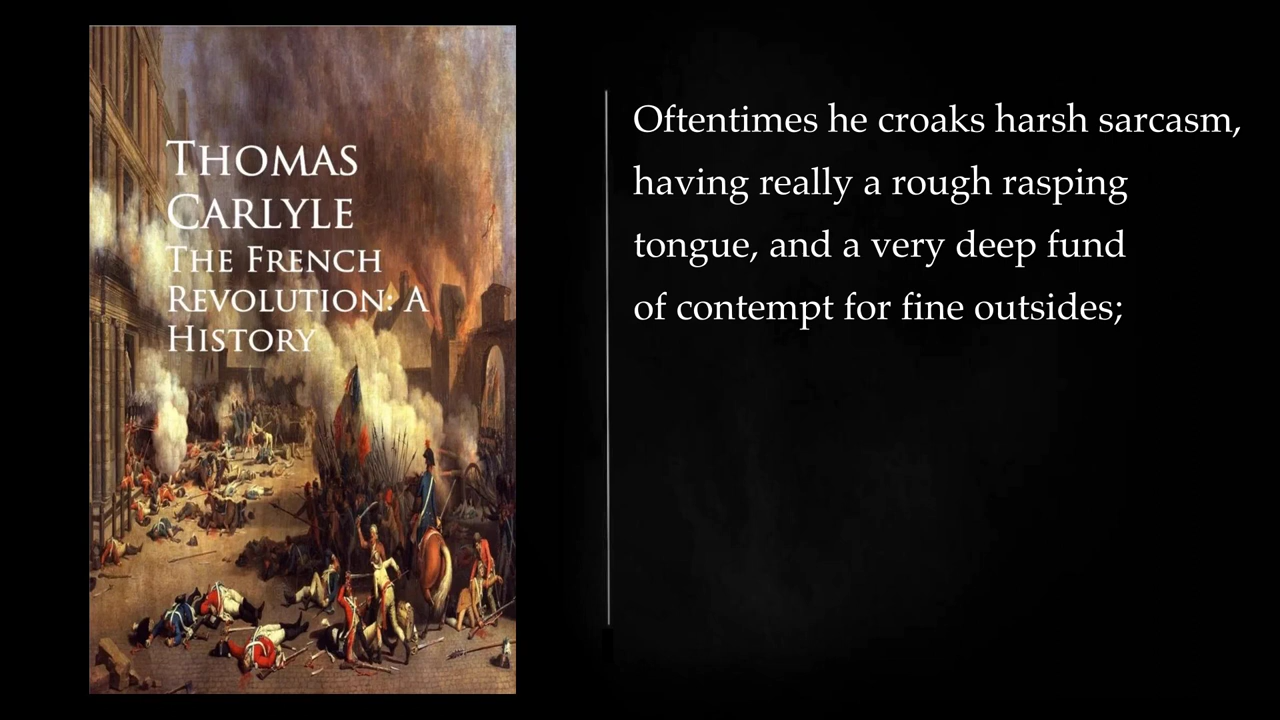 THOMAS
CARLYLE
THE FRENCH
REVOLUTION: A
HISTORY
Oftentimes he croaks harsh sarcasm,
having really a rough rasping
tongue, and a very deep fund
of contempt for fine outsides;